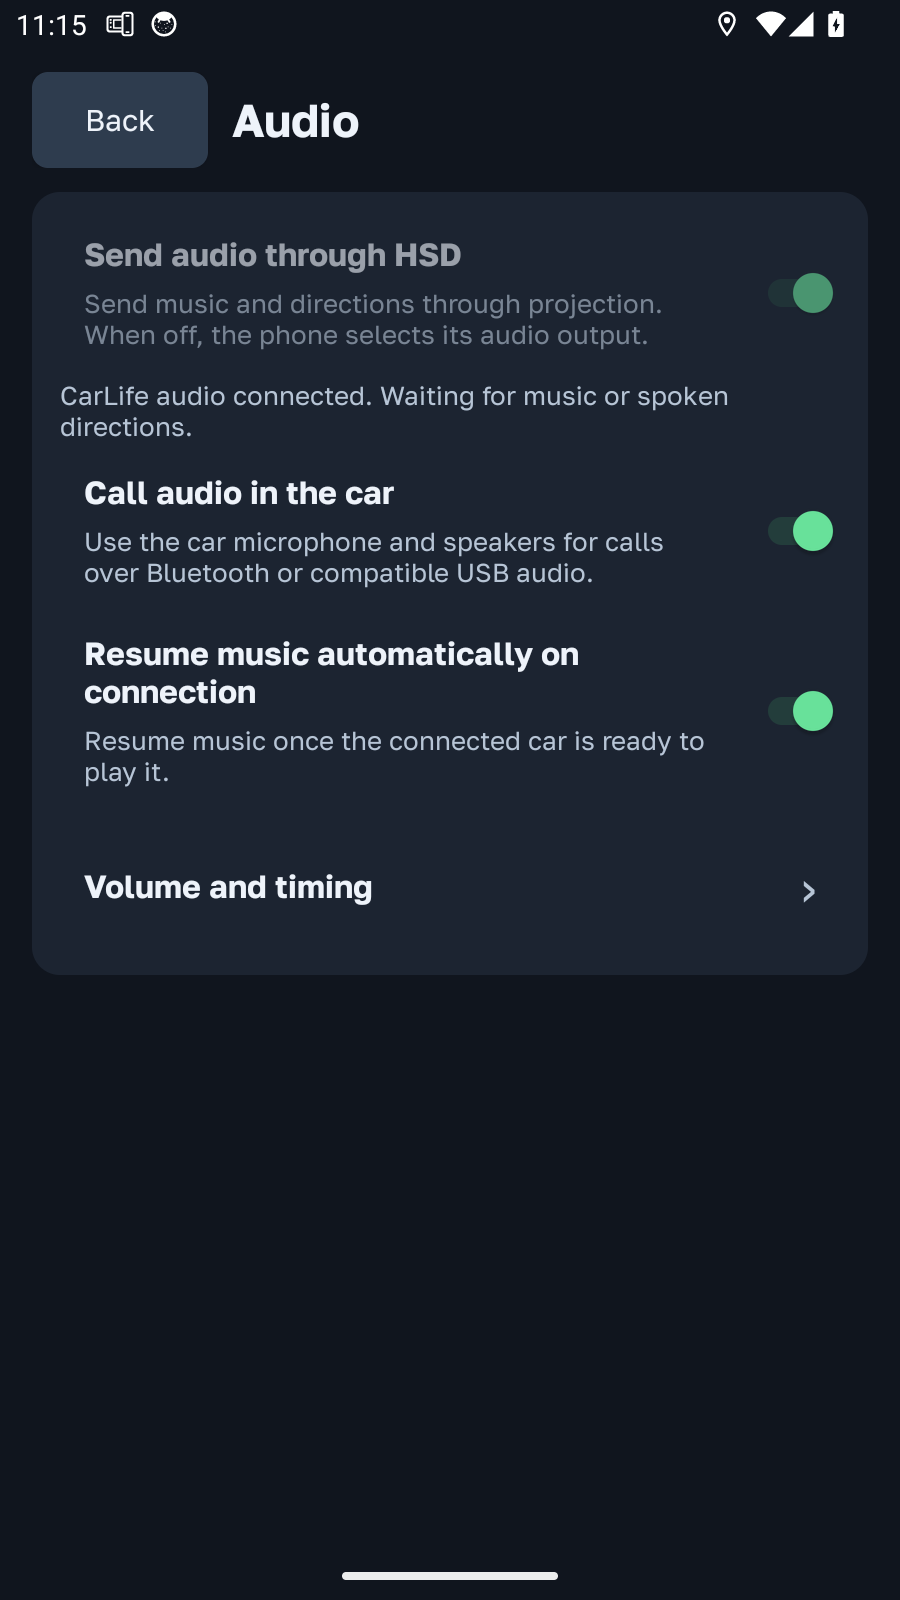 11:15
Back
Audio
Send audio through HSD
Send music and directions through projection.
When off, the phone selects its audio output.
CarLife audio connected. Waiting for music or spoken
directions.
Call audio in the car
Use the car microphone and speakers for calls
over Bluetooth or compatible USB audio.
Resume music automatically on
connection
Resume music once the connected car is ready to
play it.
Volume and timing